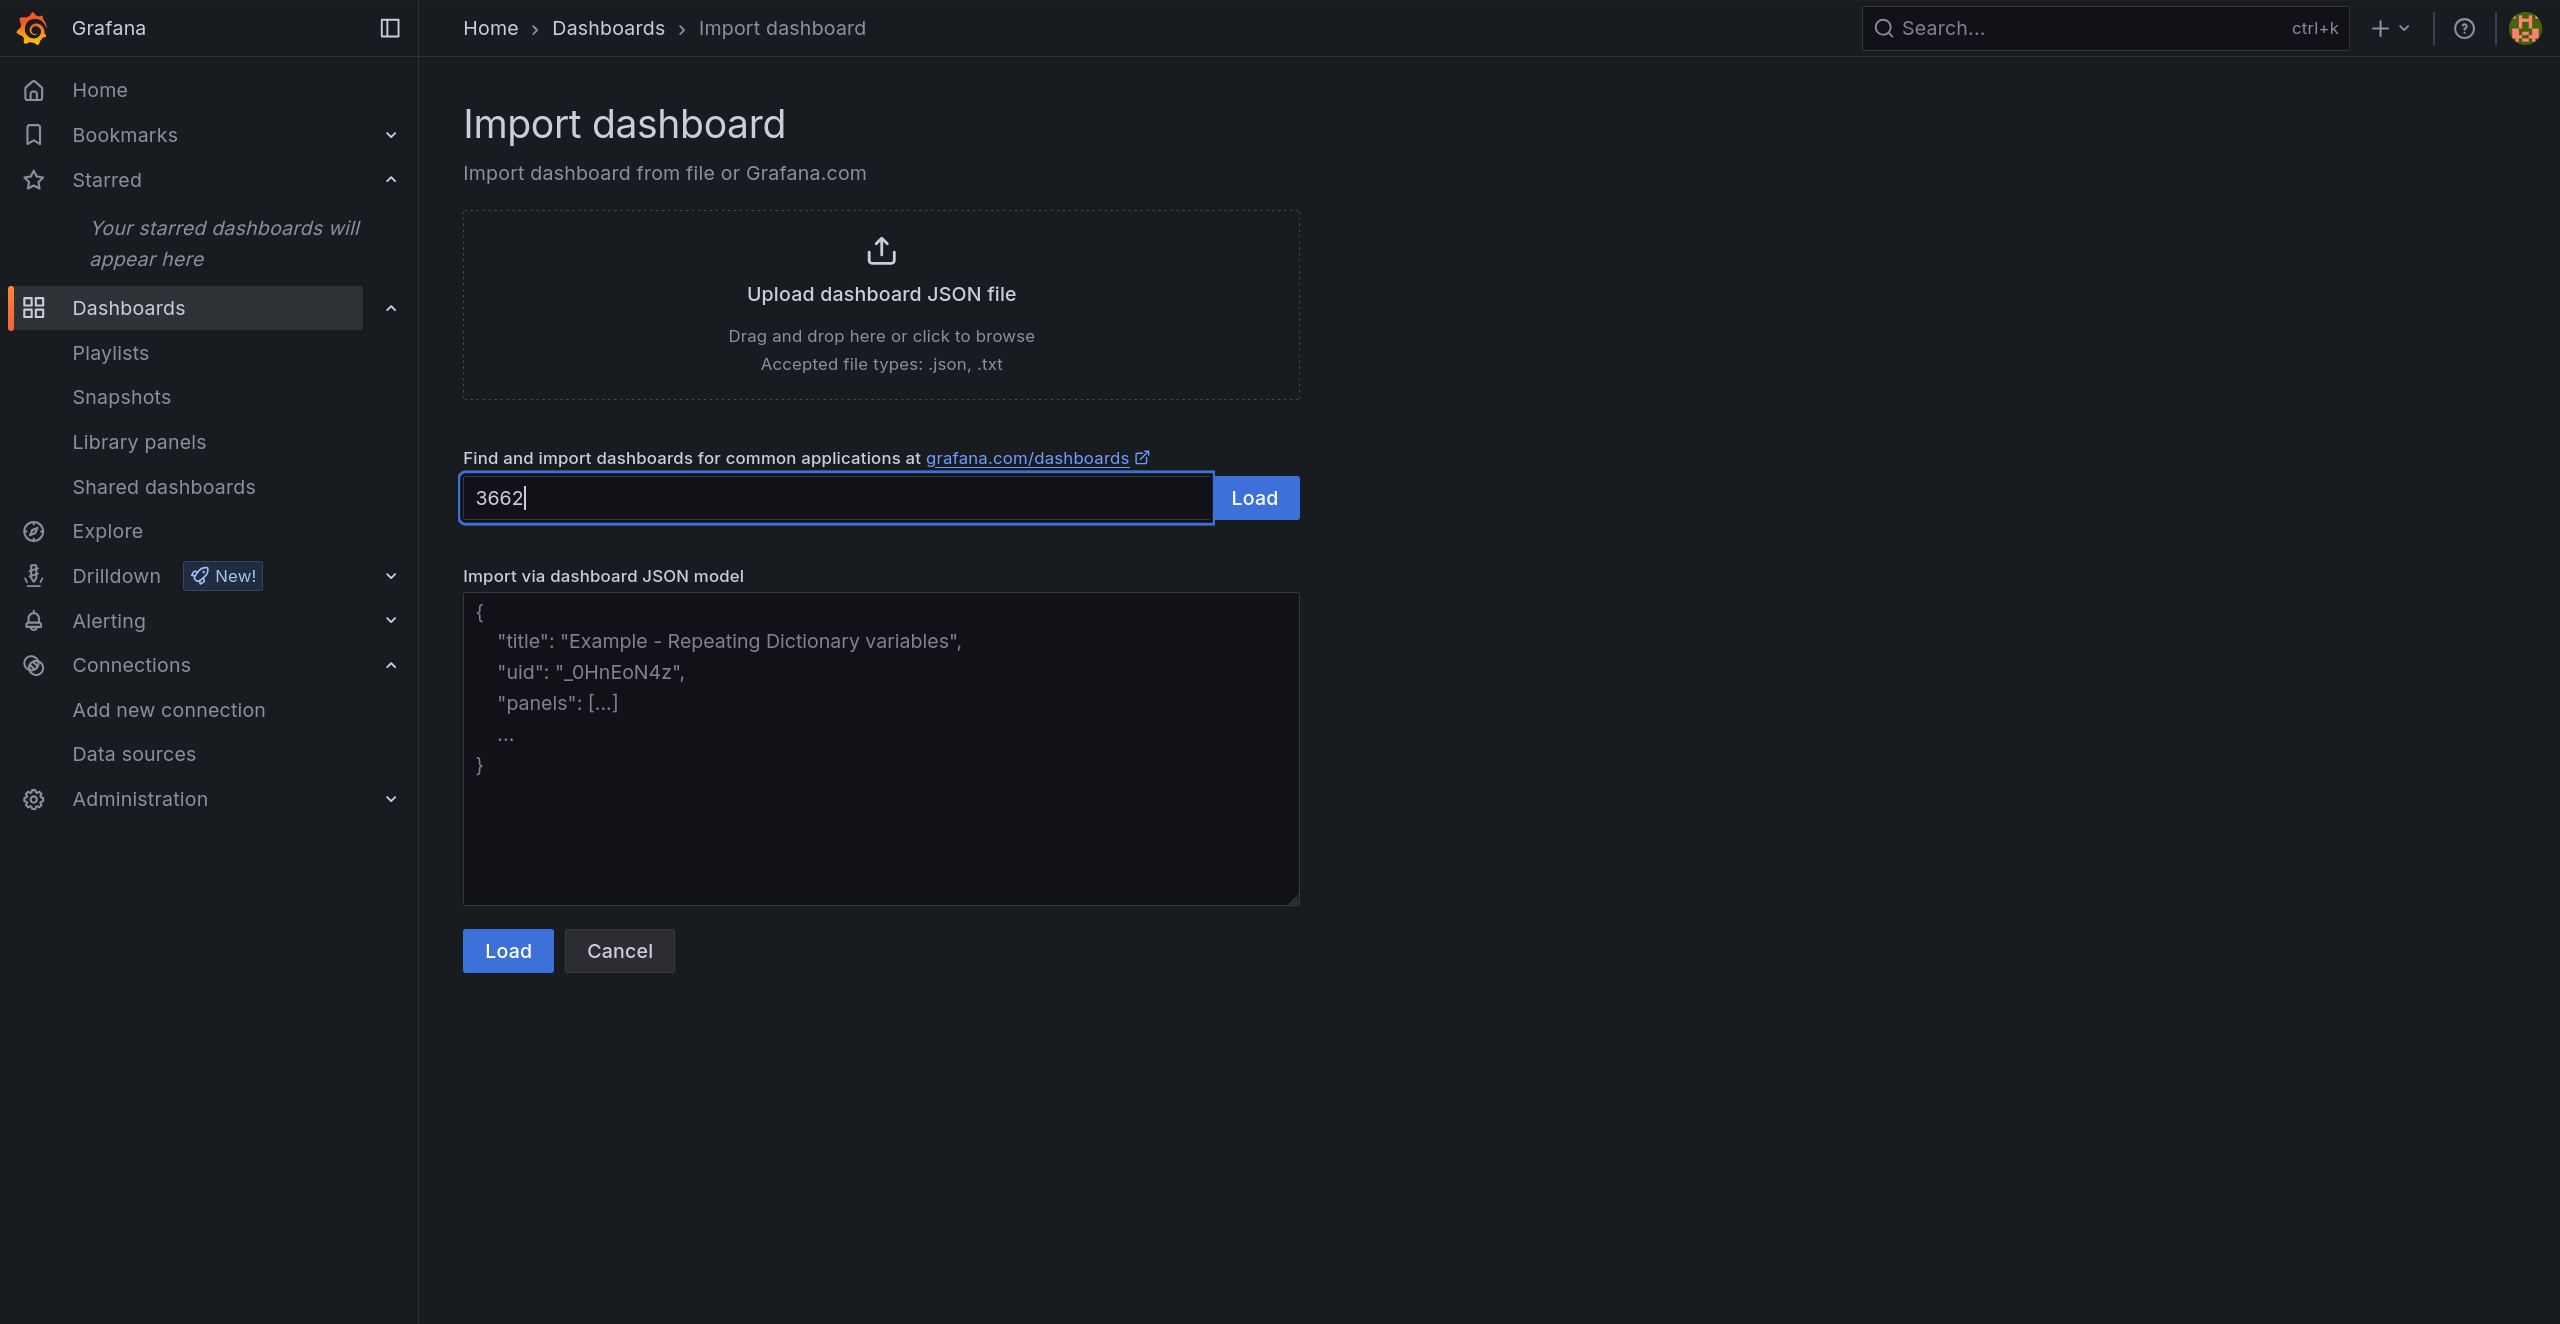 Grafana
Home
Dashboards
Import dashboard
Search...
ctrl+k
Home
Bookmarks
Starred
Your starred dashboards will
appear here
Dashboards
Playlists
Snapshots
Library panels
Shared dashboards
Explore
Drilldown
New!
Alerting
Connections
Add new connection
Data sources
Administration
Import dashboard
Import dashboard from file or Grafana.com
Upload dashboard JSON file
Drag and drop here or click to browse
Accepted file types: .json, .txt
Find and import dashboards for common applications at grafana.com/dashboards
3662
Load
Import via dashboard JSON model
{
"title": "Example - Repeating Dictionary variables",
"uid": "_0HnEoN4z",
"panels": [...]
...
}
Load
Cancel